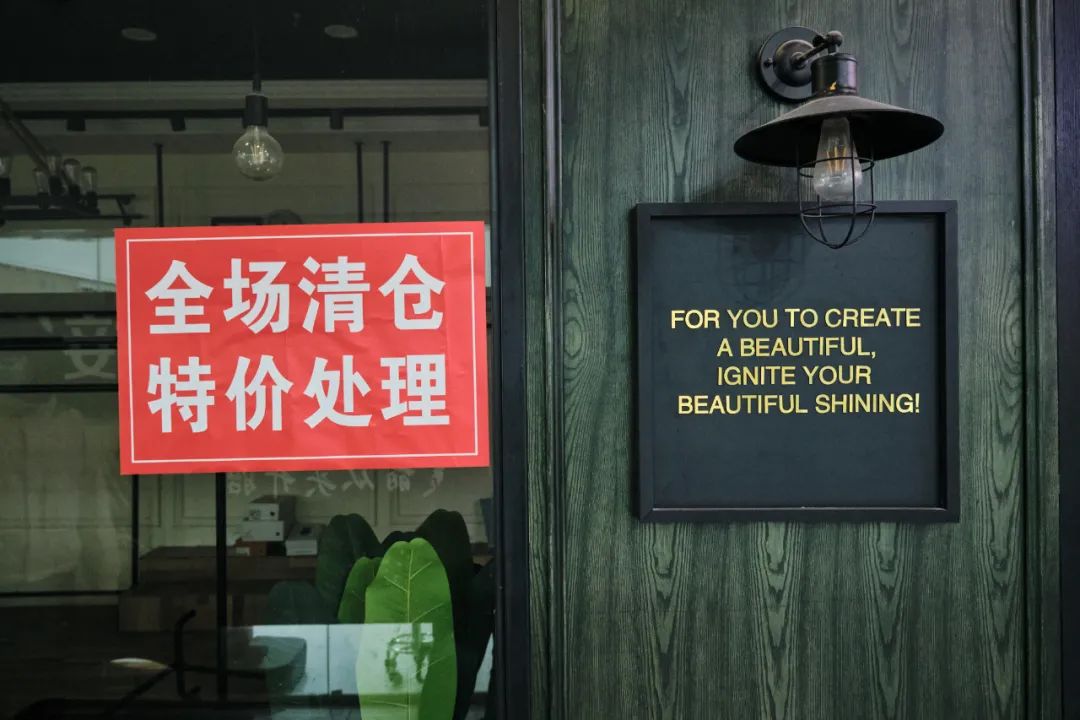 全场清仓
特价处理
FOR YOU TO CREATE
A BEAUTIFUL,
IGNITE YOUR
BEAUTIFUL SHINING!